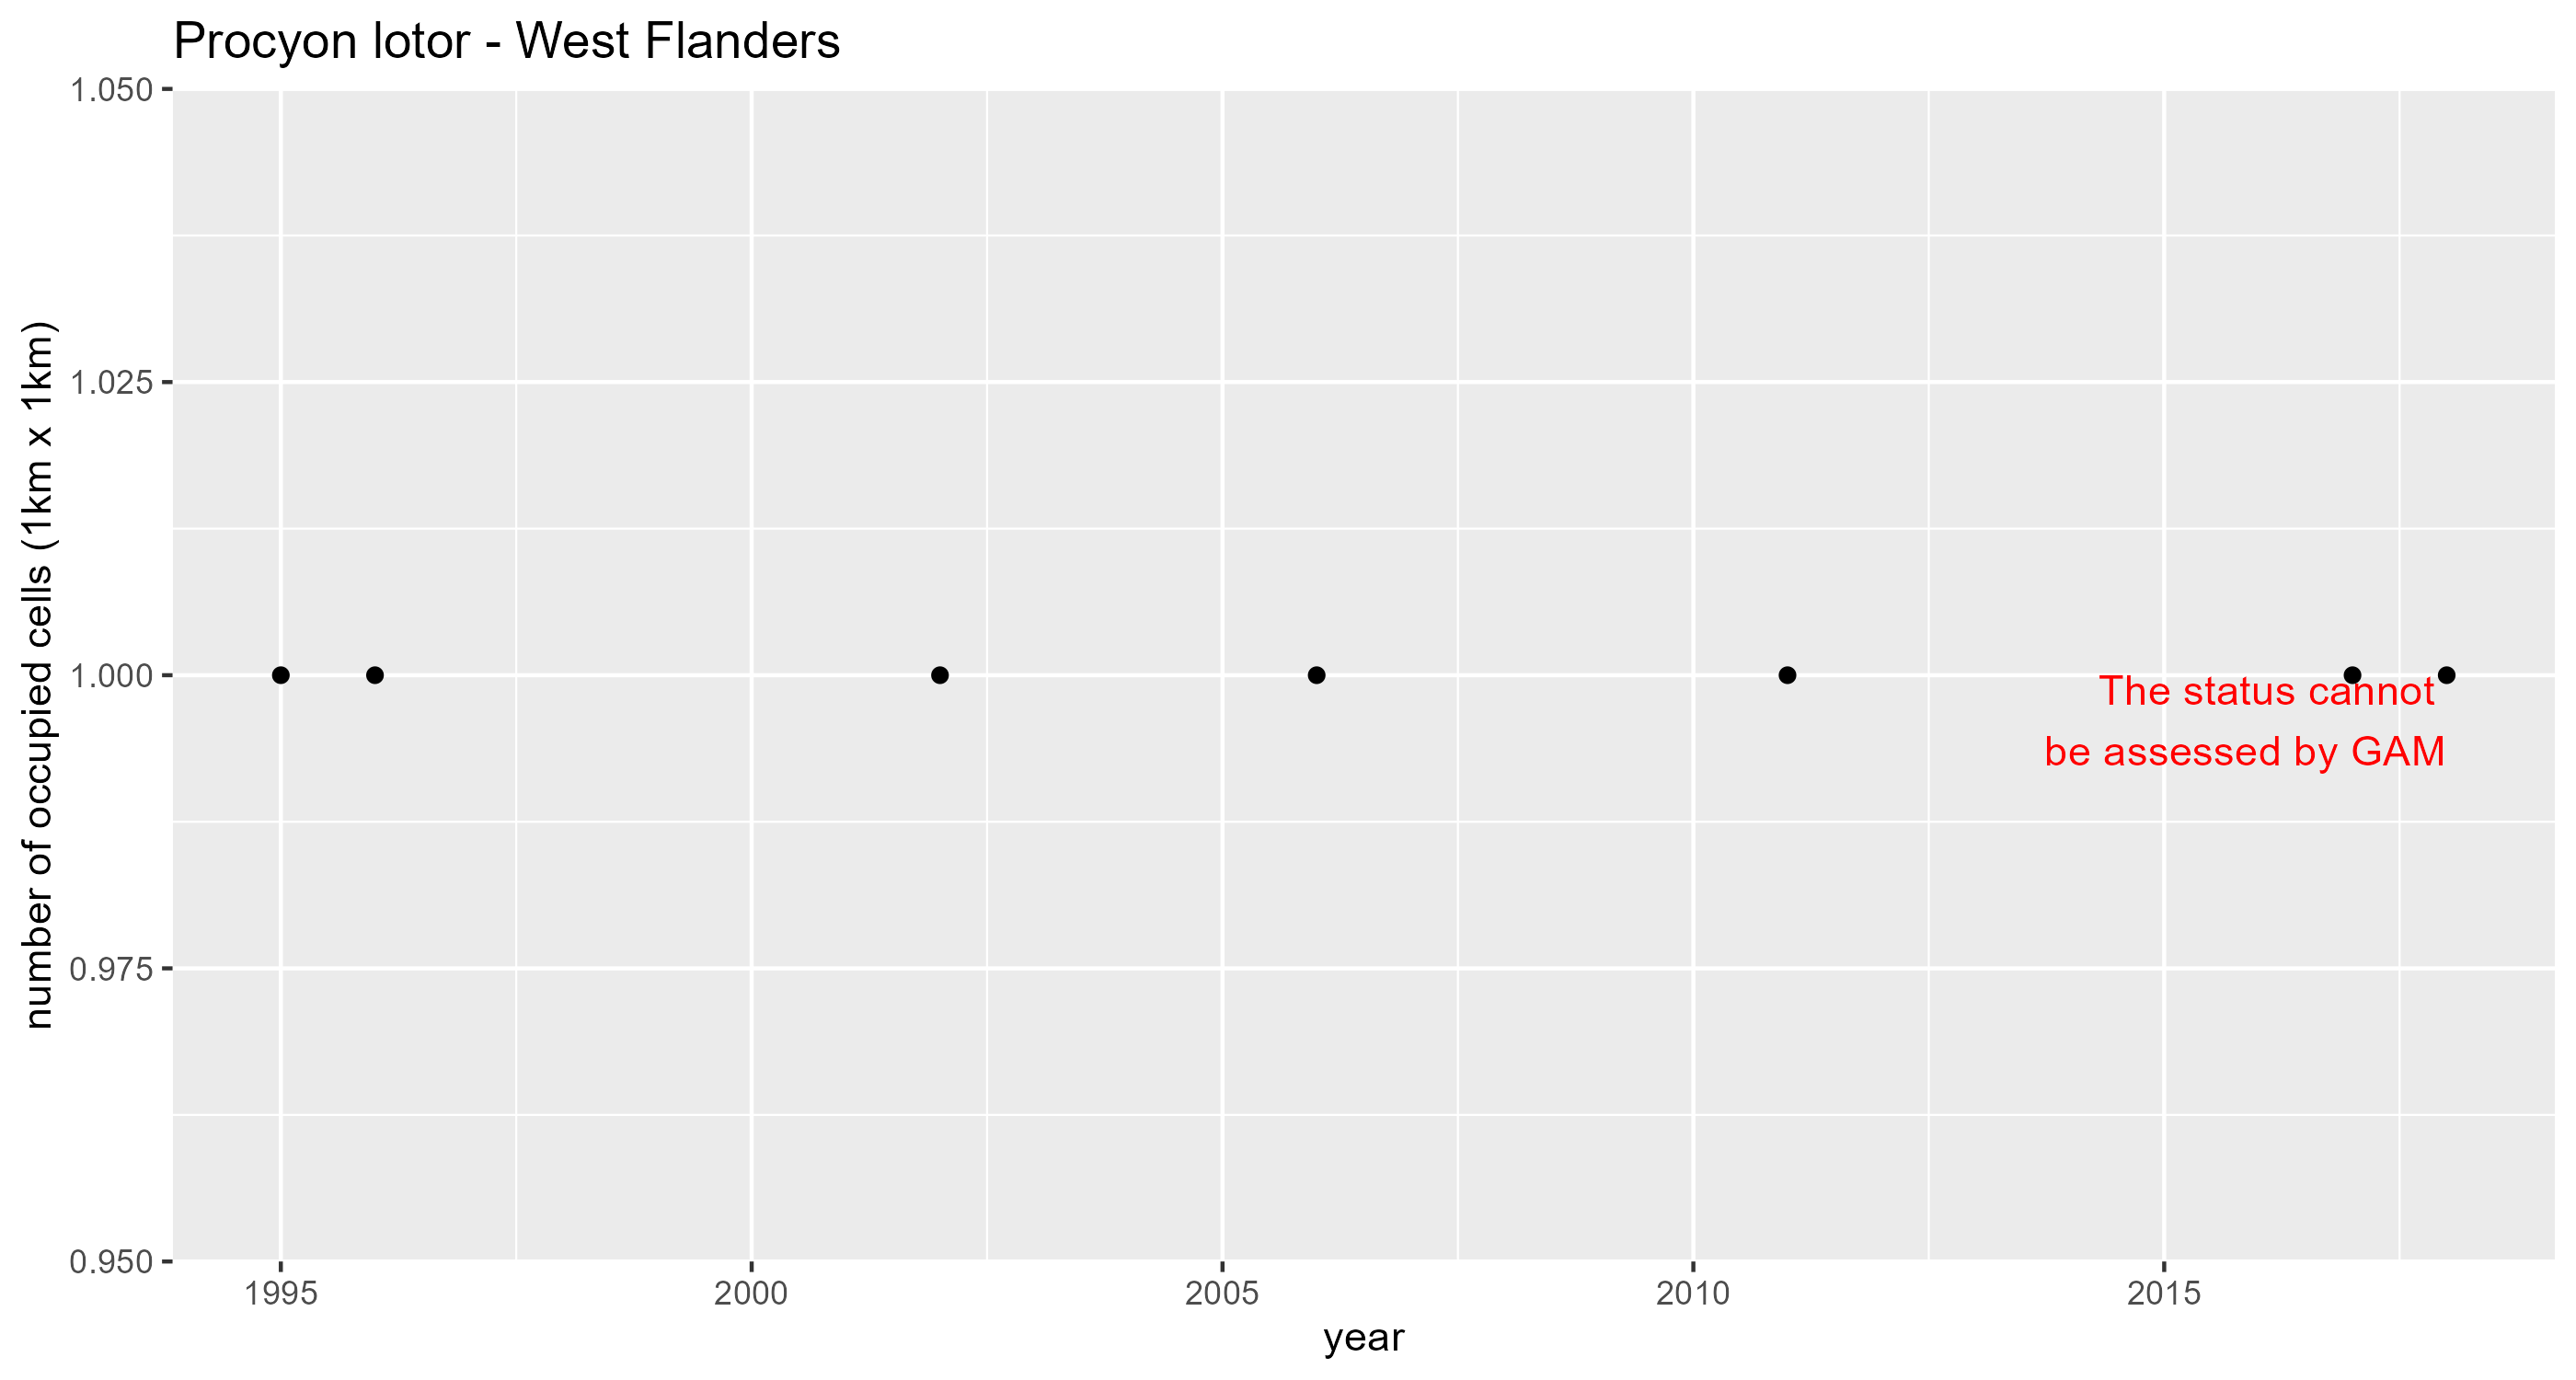 Procyon lotor - West Flanders
number of occupied cells (1km x 1km)
1.050
1.025
1.000
0.975
0.950
The status cannot
be assessed by GAM
1995
2000
2005
2010
2015
year